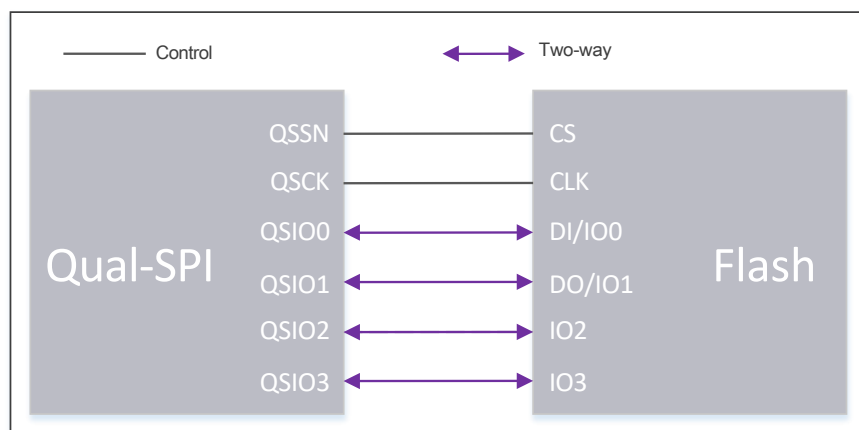 Control
Two-way
QSSN
CS
QSCK
CLK
QSIO0
DI/IO0
Qual-SPI
Flash
QSIO1
DO/IO1
QSIO2
IO2
QSIO3
IO3